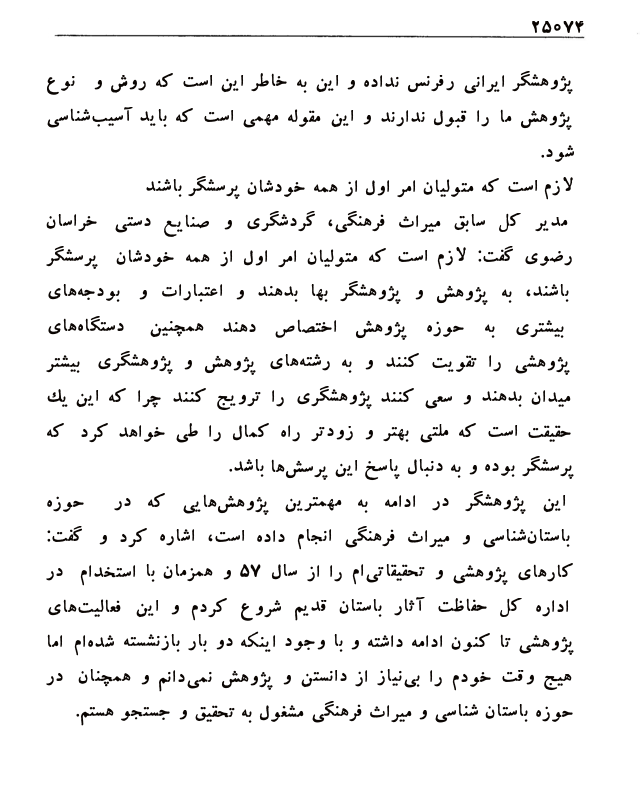 ۲۵۰۷۴
پژوهشگر ایرانی رفرنس نداده و این به خاطر این است که روش و نوع
پژوهش ما را قبول ندارند و این مقوله مهمی است که باید آسیب‌شناسی
شود.
لازم است که متولیان امر اول از همه خودشان پرسشگر باشند
مدیر کل سابق میراث فرهنگی، گردشگری و صنایع دستی خراسان
رضوی گفت: لازم است که متولیان امر اول از همه خودشان پرسشگر
باشند، به پژوهش و پژوهشگر بها بدهند و اعتبارات و بودجه‌های
بیشتری به حوزه پژوهش اختصاص دهند همچنین دستگاه‌های
پژوهشی را تقویت کنند و به رشته‌های پژوهش و پژوهشگری بیشتر
میدان بدهند و سعی کنند پژوهشگری را ترویج کنند چرا که این یك
حقیقت است که ملتی بهتر و زودتر راه کمال را طی خواهد کرد که
پرسشگر بوده و به دنبال پاسخ این پرسش‌ها باشد.
این پژوهشگر در ادامه به مهمترین پژوهش‌هایی که در حوزه
باستان‌شناسی و میراث فرهنگی انجام داده است، اشاره کرد و گفت:
کارهای پژوهشی و تحقیقاتی‌ام را از سال ۵۷ و همزمان با استخدام در
اداره کل حفاظت آثار باستان قدیم شروع کردم و این فعالیت‌های
پژوهشی تا کنون ادامه داشته و با وجود اینکه دو بار بازنشسته شده‌ام اما
هیچ وقت خودم را بی‌نیاز از دانستن و پژوهش نمی‌دانم و همچنان در
حوزه باستان شناسی و میراث فرهنگی مشغول به تحقیق و جستجو هستم.